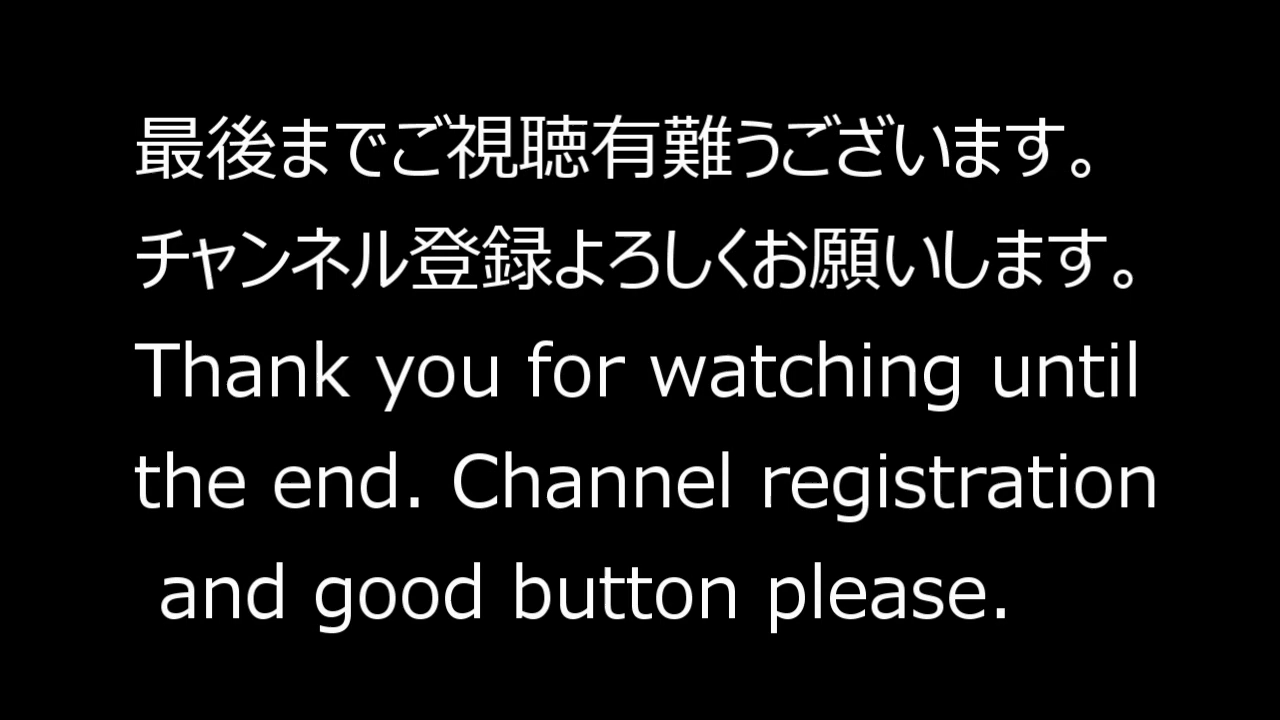 最後までご視聴有難うございます。
チャンネル登録よろしくお願いします。
Thank you for watching until
the end. Channel registration
and good button please.